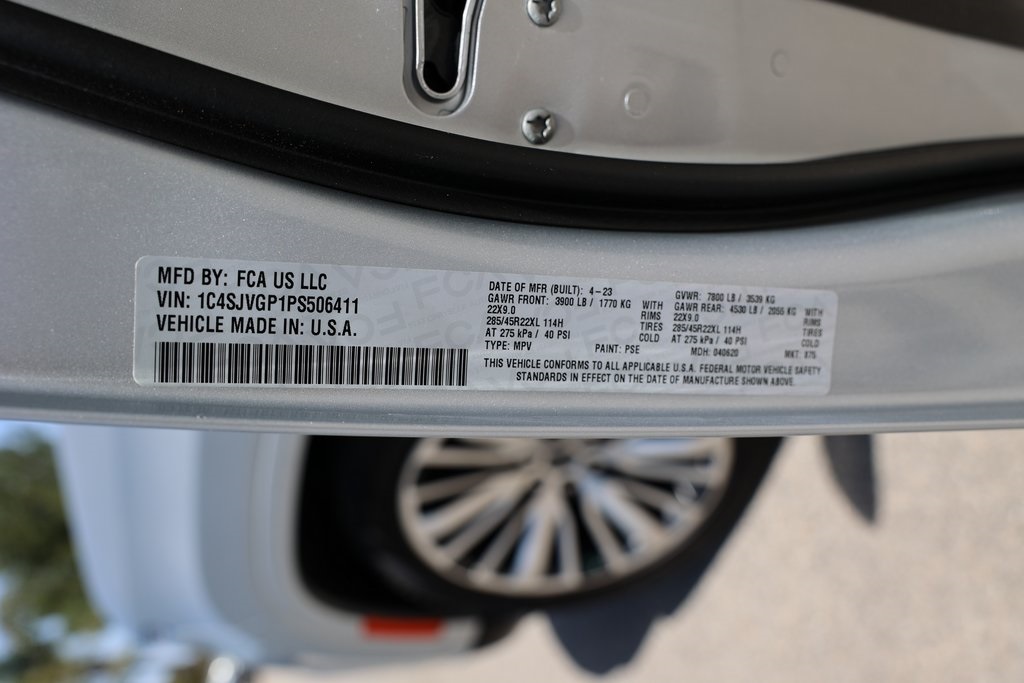 MFD BY: FCA US LLC
VIN: 1C4SJVGP1PS506411
VEHICLE MADE IN: U.S.A.
DATE OF MFR (BUILT): 4-23
GAWR FRONT: 3900 LB / 1770 KG WITH
22X9.0 RIMS
285/45R22XL 114H TIRES
AT 275 kPa / 40 PSI COLD
TYPE: MPV PAINT: PSE
GVWR: 7800 LB / 3539 KG
GAWR REAR: 4530 LB / 2055 KG WITH
22X9.0 RIMS
285/45R22XL 114H TIRES
AT 275 kPa / 40 PSI COLD
MDH: 040620 MKT: X75
THIS VEHICLE CONFORMS TO ALL APPLICABLE U.S.A. FEDERAL MOTOR VEHICLE SAFETY
STANDARDS IN EFFECT ON THE DATE OF MANUFACTURE SHOWN ABOVE.